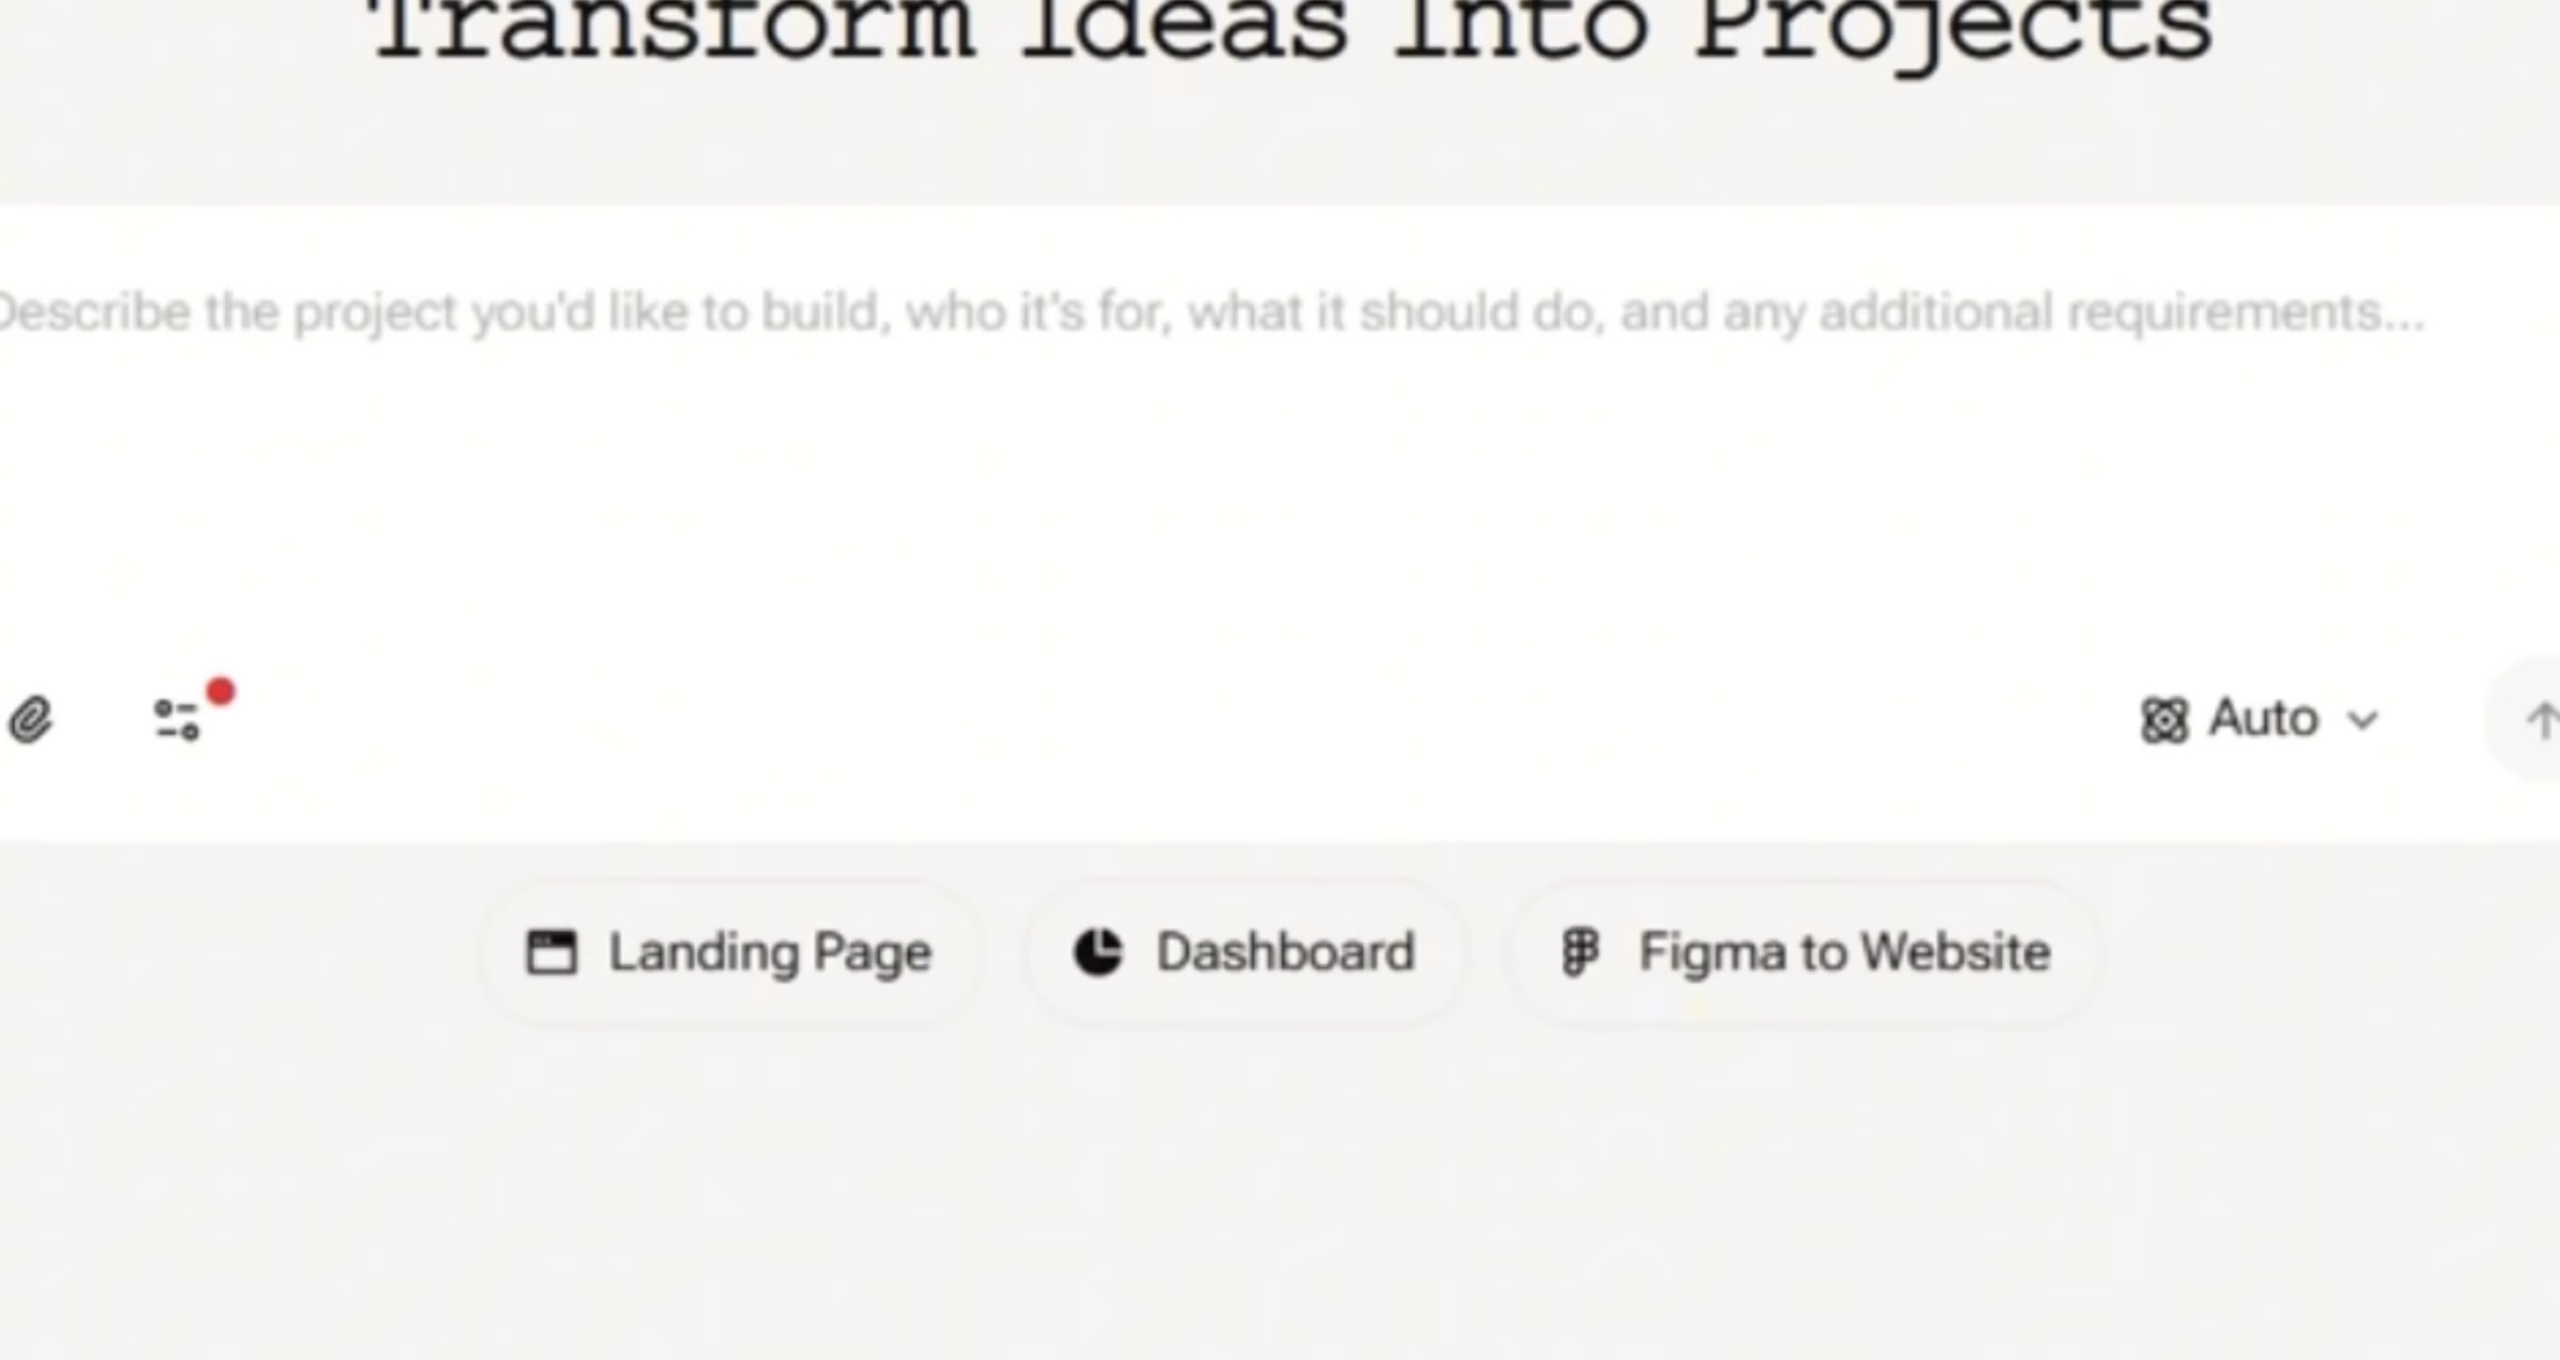 Transform Ideas Into Projects
Describe the project you'd like to build, who it's for, what it should do, and any additional requirements...
Auto
Landing Page
Dashboard
Figma to Website